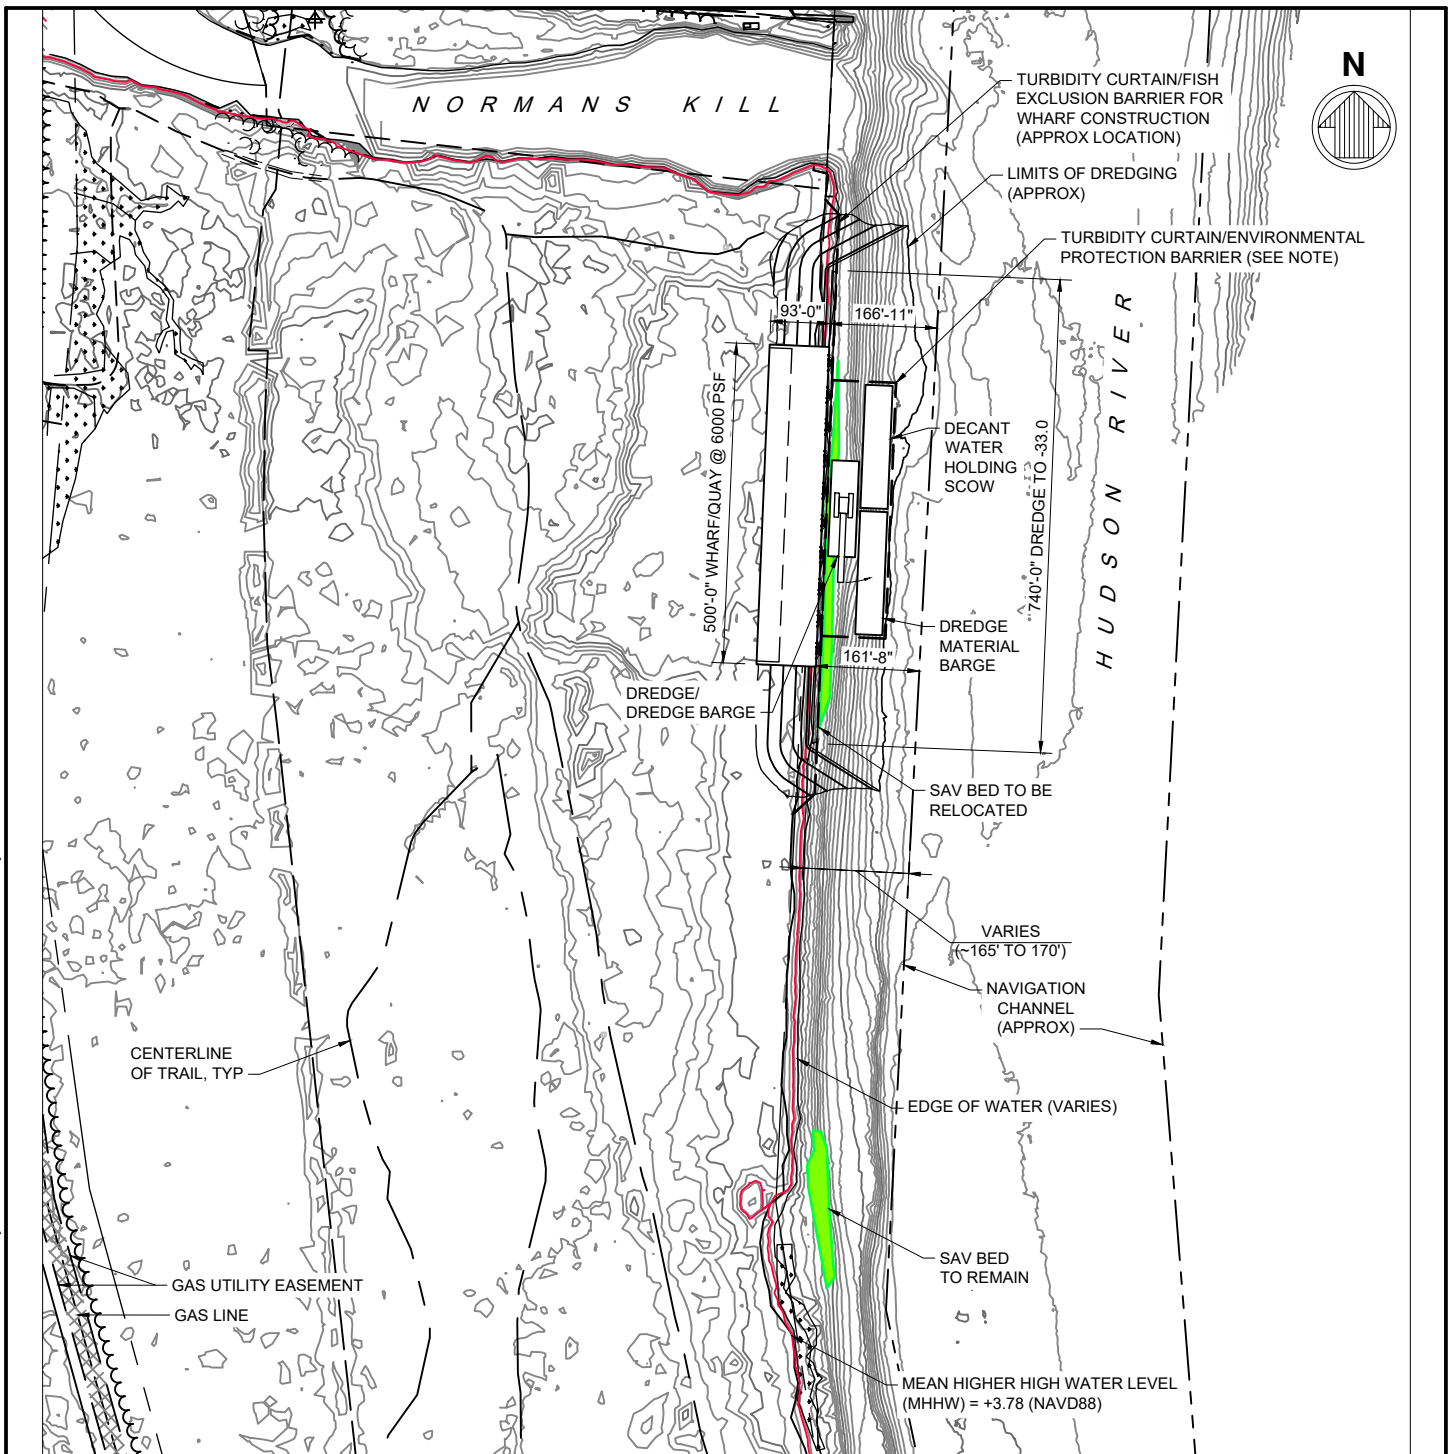 N
NORMANS KILL
TURBIDITY CURTAIN/FISH
EXCLUSION BARRIER FOR
WHARF CONSTRUCTION
(APPROX LOCATION)
LIMITS OF DREDGING
(APPROX)
TURBIDITY CURTAIN/ENVIRONMENTAL
PROTECTION BARRIER (SEE NOTE)
HUDSON RIVER
93'-0"
166'-11"
500'-0" WHARF/QUAY @ 6000 PSF
DECANT
WATER
HOLDING
SCOW
740'-0" DREDGE TO -33.0
DREDGE
MATERIAL
BARGE
161'-8"
DREDGE/
DREDGE BARGE
SAV BED TO BE
RELOCATED
VARIES
(~165' TO 170')
NAVIGATION
CHANNEL
(APPROX)
CENTERLINE
OF TRAIL, TYP
EDGE OF WATER (VARIES)
SAV BED
TO REMAIN
GAS UTILITY EASEMENT
GAS LINE
MEAN HIGHER HIGH WATER LEVEL
(MHHW) = +3.78 (NAVD88)